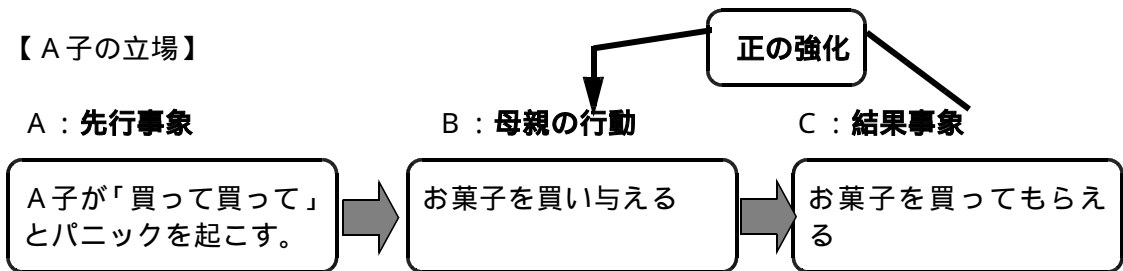 【A子の立場】
正の強化
A：先行事象
B：母親の行動
C：結果事象
A子が「買って買って」
とパニックを起こす。
お菓子を買い与える
お菓子を買ってもらえ
る